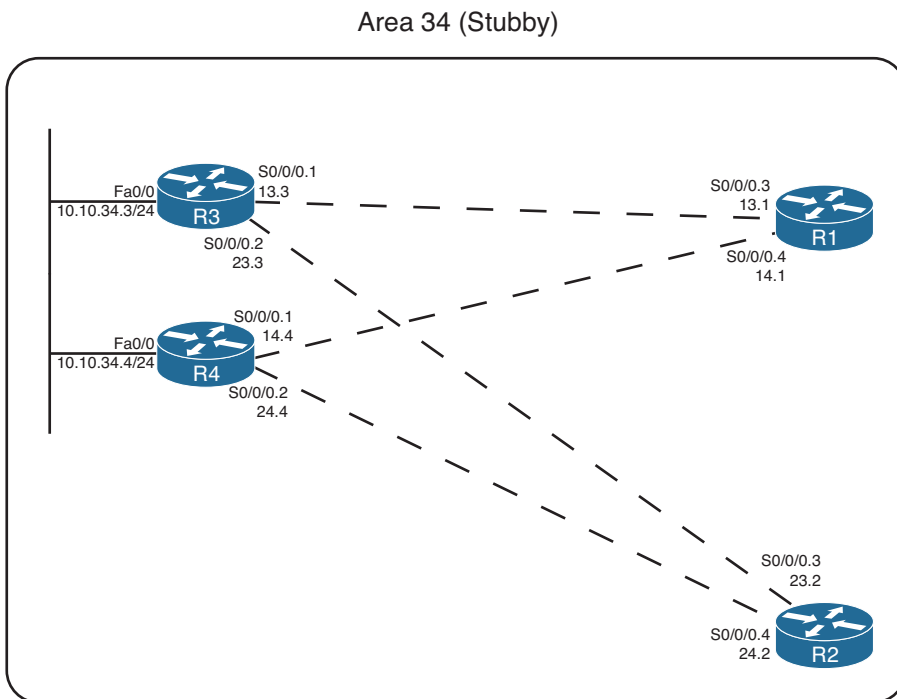 Area 34 (Stubby)
Fa0/0
10.10.34.3/24
R3
S0/0/0.1
13.3
S0/0/0.2
23.3
S0/0/0.3
13.1
R1
S0/0/0.4
14.1
Fa0/0
10.10.34.4/24
R4
S0/0/0.1
14.4
S0/0/0.2
24.4
S0/0/0.3
23.2
S0/0/0.4
24.2
R2